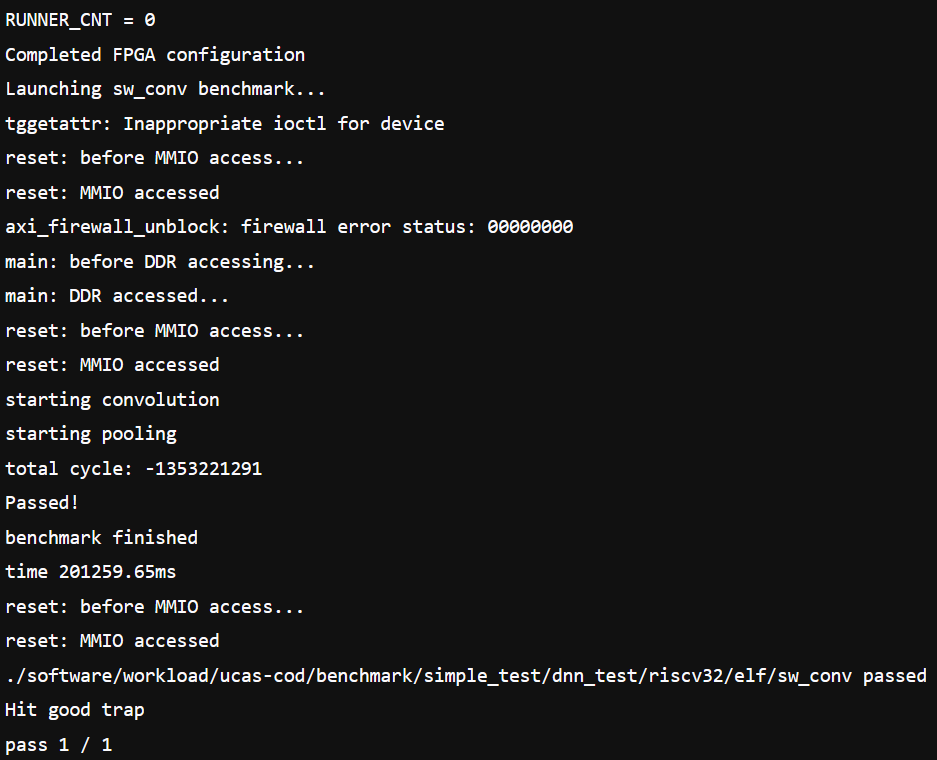 RUNNER_CNT = 0
Completed FPGA configuration
Launching sw_conv benchmark...
tggetattr: Inappropriate ioctl for device
reset: before MMIO access...
reset: MMIO accessed
axi_firewall_unblock: firewall error status: 00000000
main: before DDR accessing...
main: DDR accessed...
reset: before MMIO access...
reset: MMIO accessed
starting convolution
starting pooling
total cycle: -1353221291
Passed!
benchmark finished
time 201259.65ms
reset: before MMIO access...
reset: MMIO accessed
./software/workload/ucas-cod/benchmark/simple_test/dnn_test/riscv32/elf/sw_conv passed
Hit good trap
pass 1 / 1